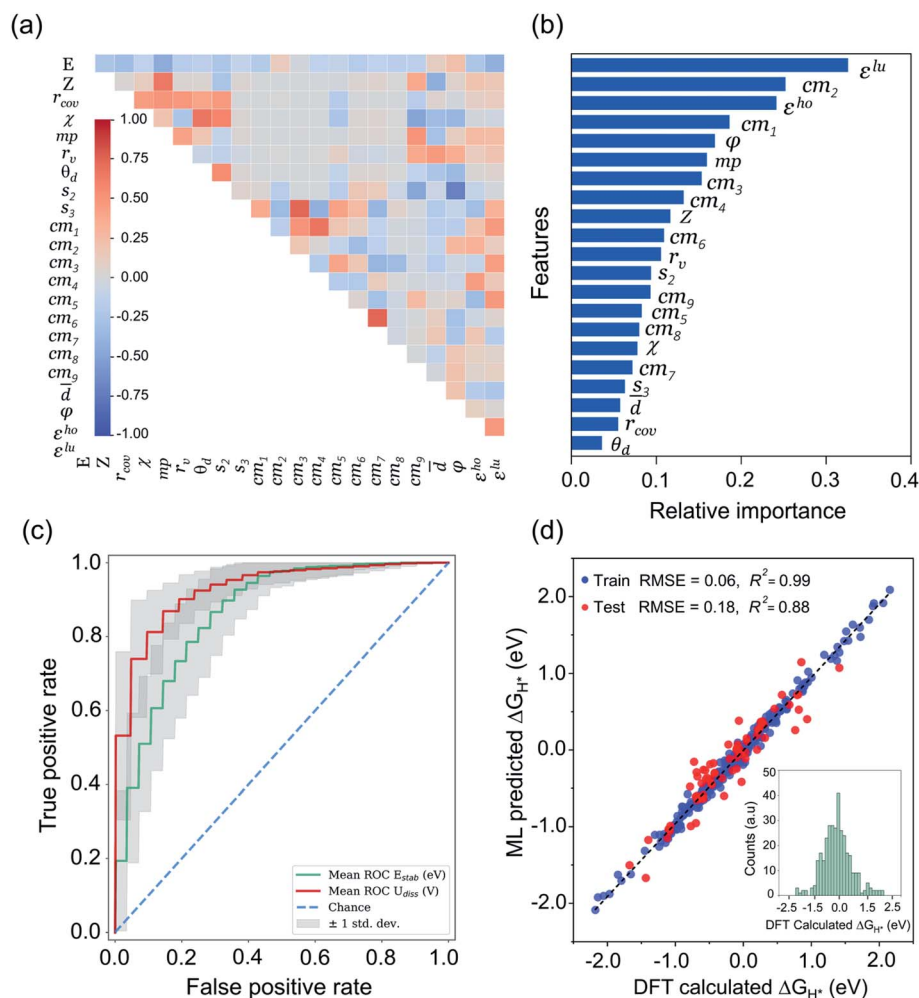 (a)
E
Z
r_cov
χ
mp
r_v
θ_d
s_2
s_3
cm_1
cm_2
cm_3
cm_4
cm_5
cm_6
cm_7
cm_8
cm_9
d̅
φ
ε^ho
ε^lu
1.00
0.75
0.50
0.25
0.00
-0.25
-0.50
-0.75
-1.00
E Z r_cov χ mp r_v θ_d s_2 s_3 cm_1 cm_2 cm_3 cm_4 cm_5 cm_6 cm_7 cm_8 cm_9 d̅ φ ε^ho ε^lu
(b)
Features
ε^lu
cm_2
ε^ho
cm_1
φ
mp
cm_3
cm_4
Z
cm_6
r_v
s_2
cm_9
cm_5
cm_8
χ
cm_7
s_3
d̅
r_cov
θ_d
0.0 0.1 0.2 0.3 0.4
Relative importance
(c)
True positive rate
1.0
0.8
0.6
0.4
0.2
0.0
Mean ROC E_stab (eV)
Mean ROC U_diss (V)
Chance
± 1 std. dev.
0.0 0.2 0.4 0.6 0.8 1.0
False positive rate
(d)
ML predicted ΔG_H* (eV)
Train RMSE = 0.06, R²= 0.99
Test RMSE = 0.18, R²= 0.88
2.0
1.0
0.0
-1.0
-2.0
Counts (a.u)
50
40
30
20
10
0
-2.5 -1.5 0.0 1.5 2.5
DFT Calculated ΔG_H* (eV)
-2.0 -1.0 0.0 1.0 2.0
DFT calculated ΔG_H* (eV)